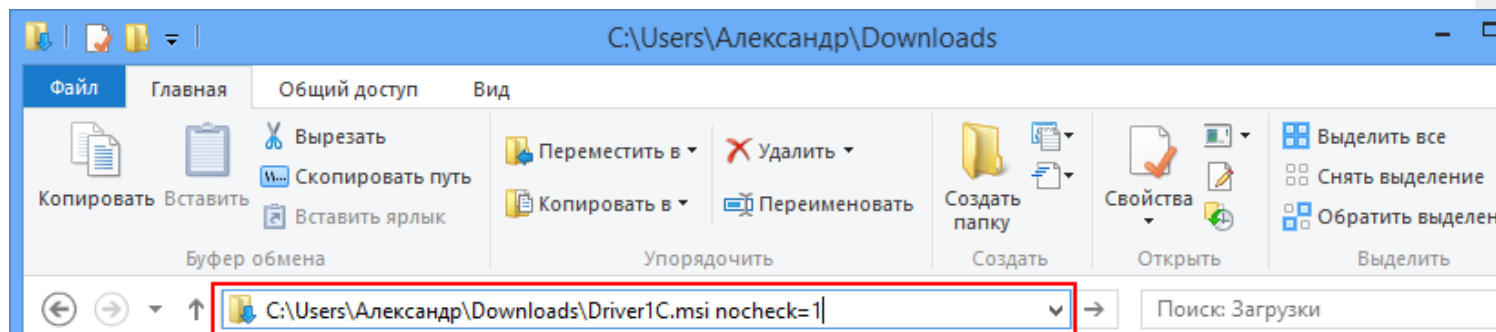 C:\Users\Александр\Downloads
Файл Главная Общий доступ Вид
Копировать
Вставить
Вырезать
Скопировать путь
Вставить ярлык
Буфер обмена
Переместить в
Копировать в
Удалить
Переименовать
Упорядочить
Создать
папку
Создать
Свойства
Открыть
Выделить все
Снять выделение
Обратить выделен
Выделить
C:\Users\Александр\Downloads\Driver1C.msi nocheck=1
Поиск: Загрузки